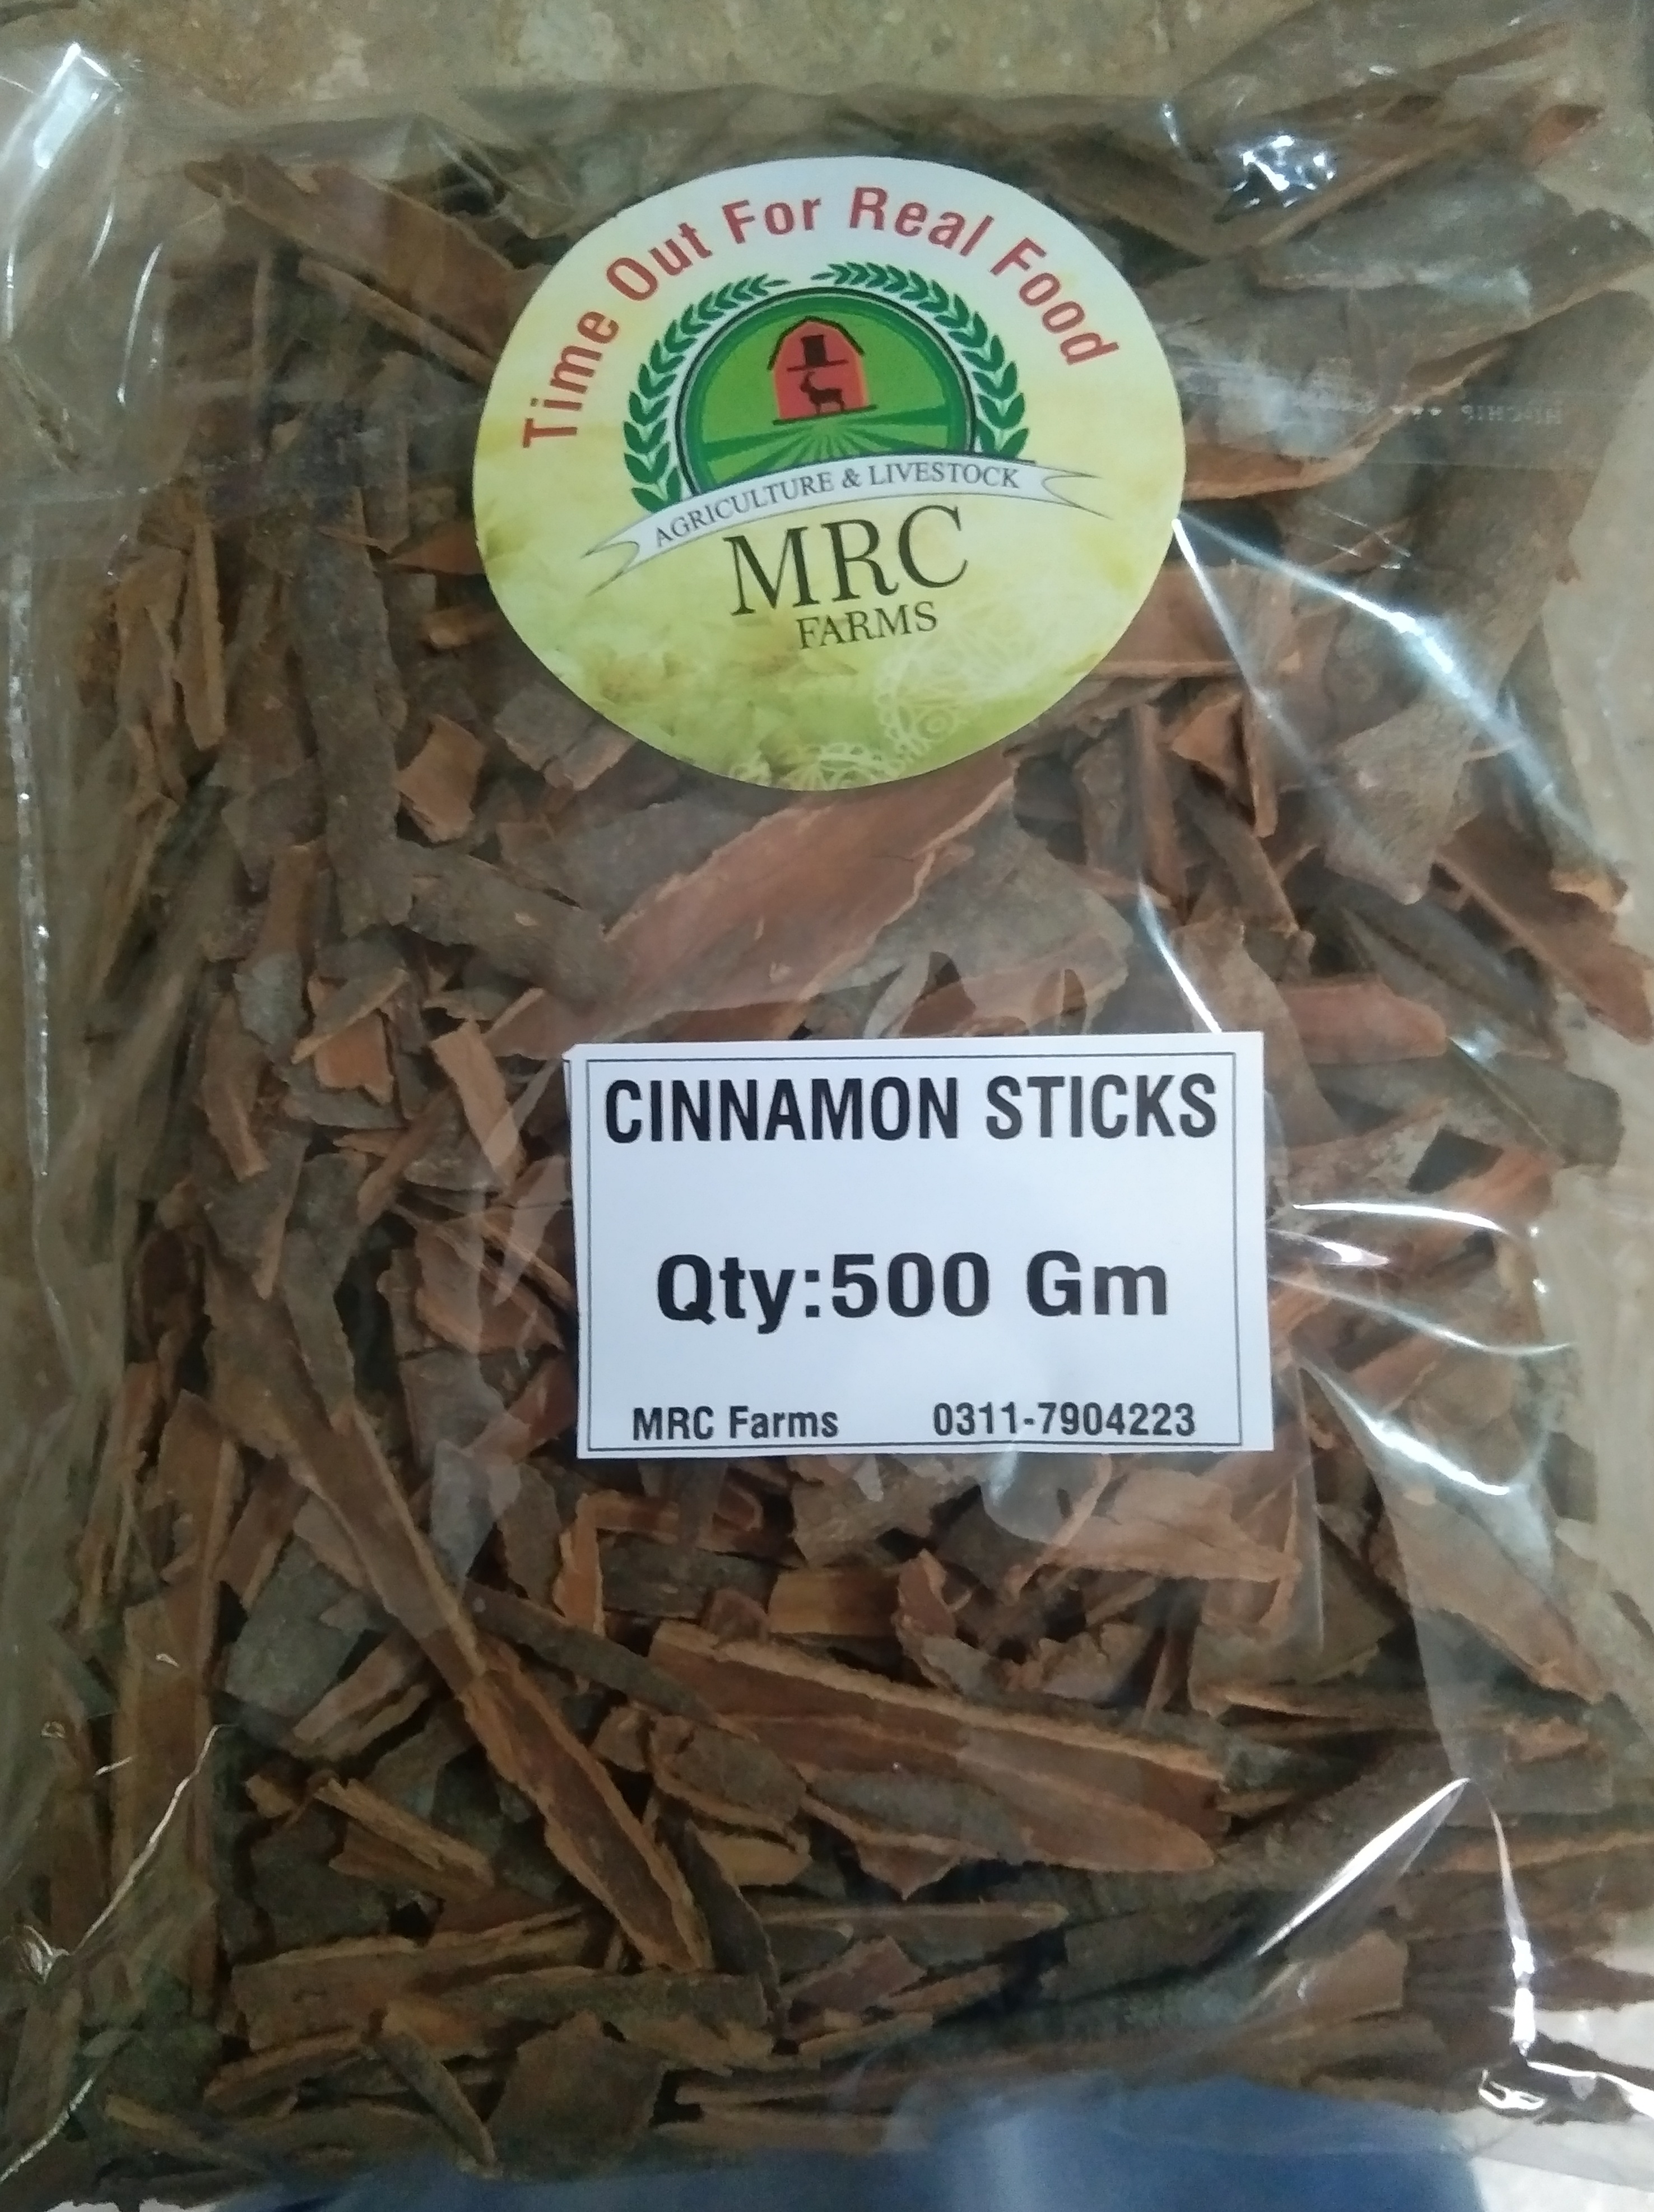 Time Out For Real Food
AGRICULTURE & LIVESTOCK
MRC
FARMS
CINNAMON STICKS
Qty:500 Gm
MRC Farms 0311-7904223